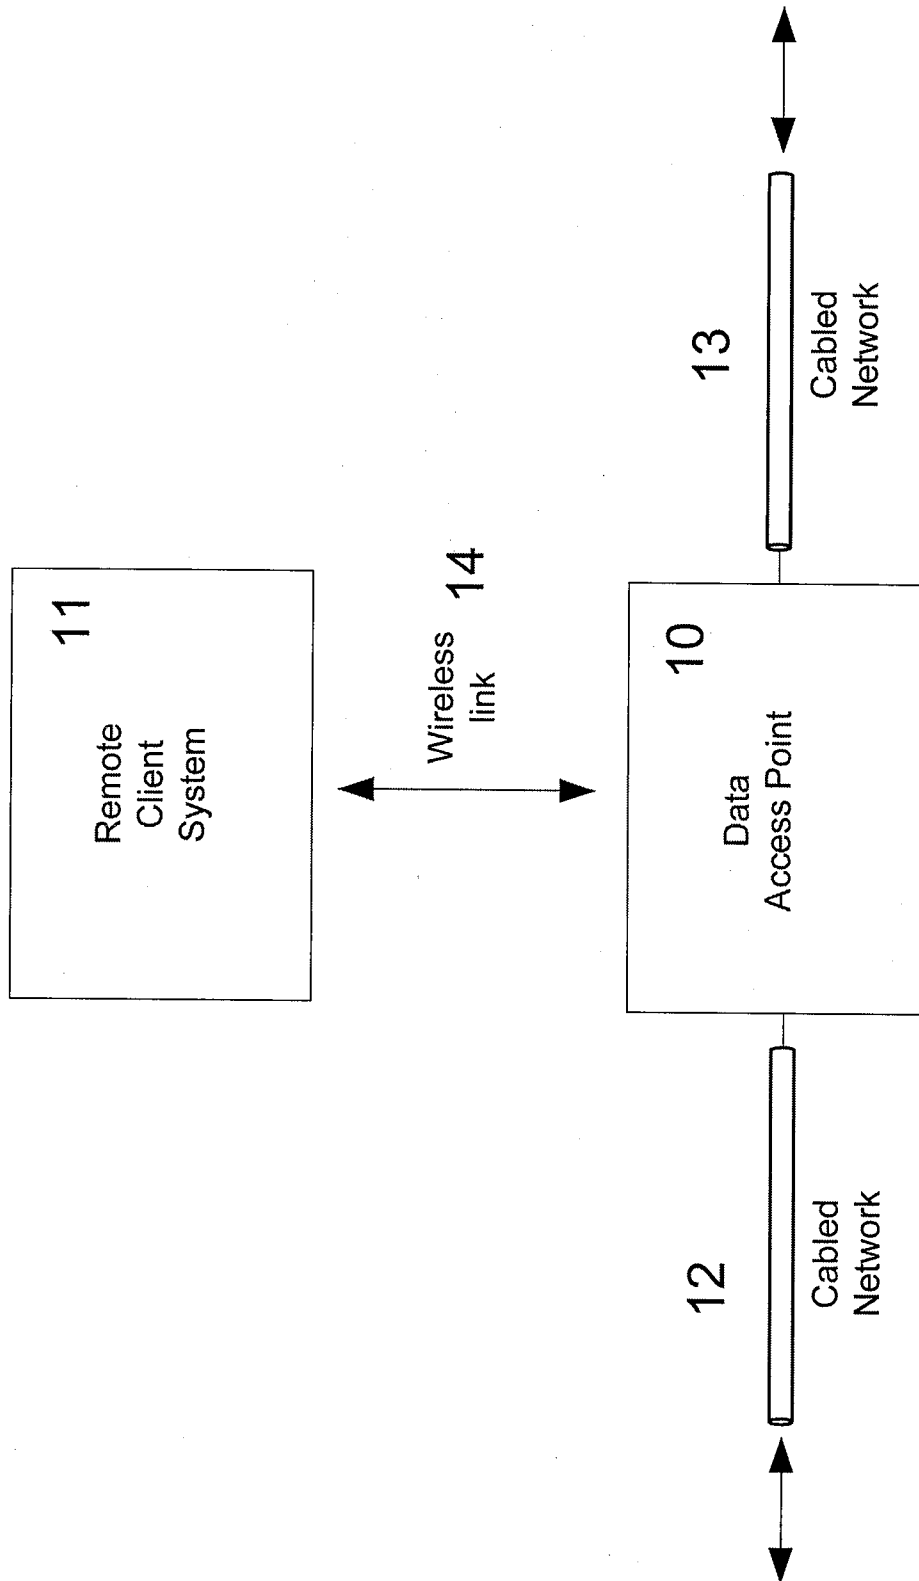 11
Remote
Client
System
Wireless
link
14
10
Data
Access Point
12
Cabled
Network
13
Cabled
Network